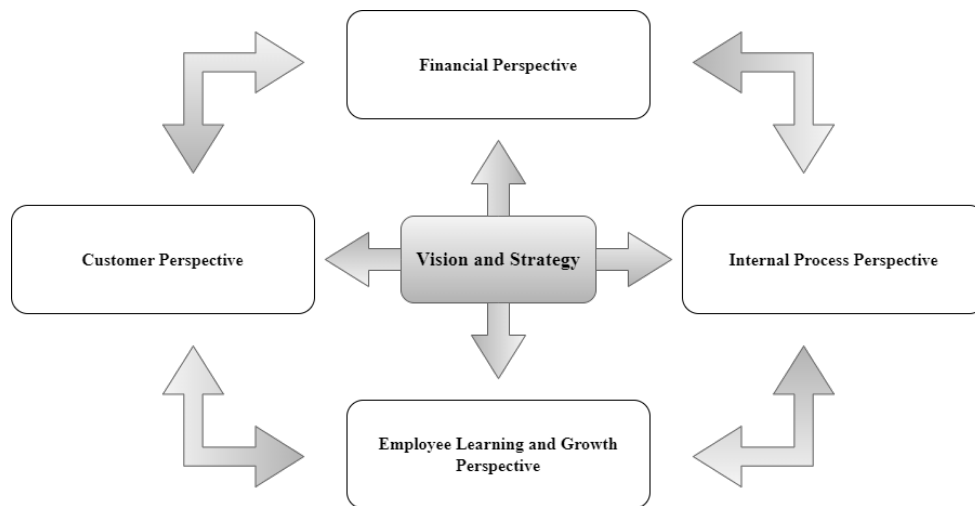 Financial Perspective
Customer Perspective
Vision and Strategy
Internal Process Perspective
Employee Learning and Growth
Perspective